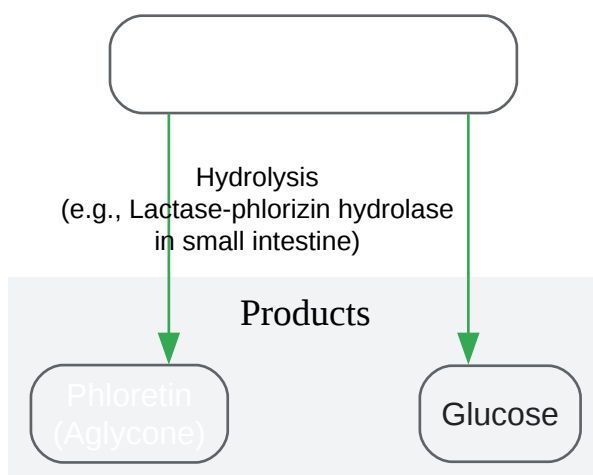 Hydrolysis
(e.g., Lactase-phlorizin hydrolase
in small intestine)
Products
Phloretin
(Aglycone)
Glucose